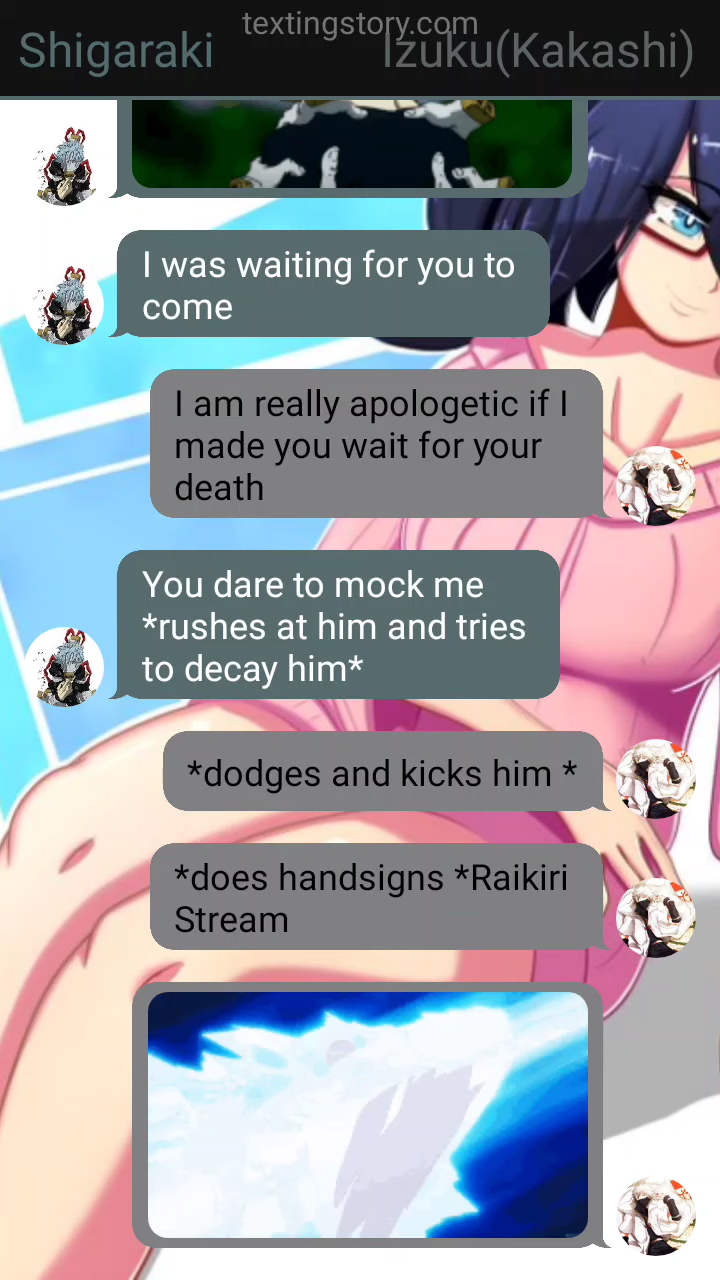 textingstory.com
Shigaraki Izuku(Kakashi)
I was waiting for you to
come
I am really apologetic if I
made you wait for your
death
You dare to mock me
*rushes at him and tries
to decay him*
*dodges and kicks him *
*does handsigns *Raikiri
Stream